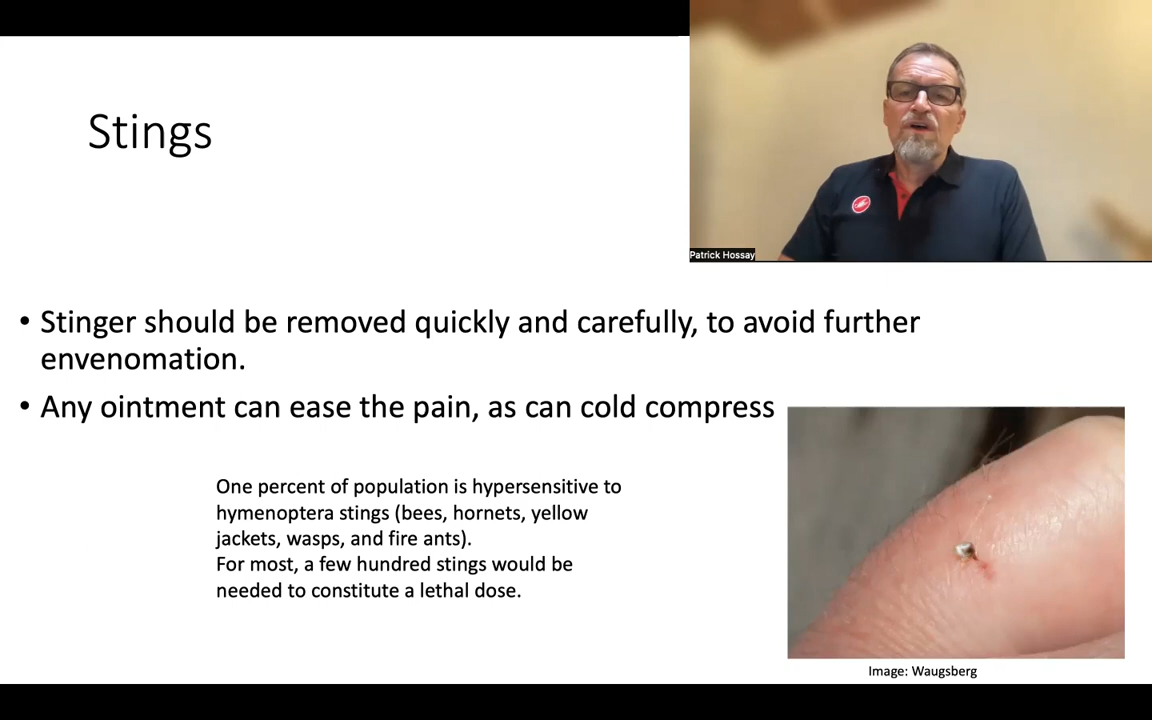 Stings
Patrick Hossay
• Stinger should be removed quickly and carefully, to avoid further
envenomation.
• Any ointment can ease the pain, as can cold compress
One percent of population is hypersensitive to
hymenoptera stings (bees, hornets, yellow
jackets, wasps, and fire ants).
For most, a few hundred stings would be
needed to constitute a lethal dose.
Image: Waugsberg